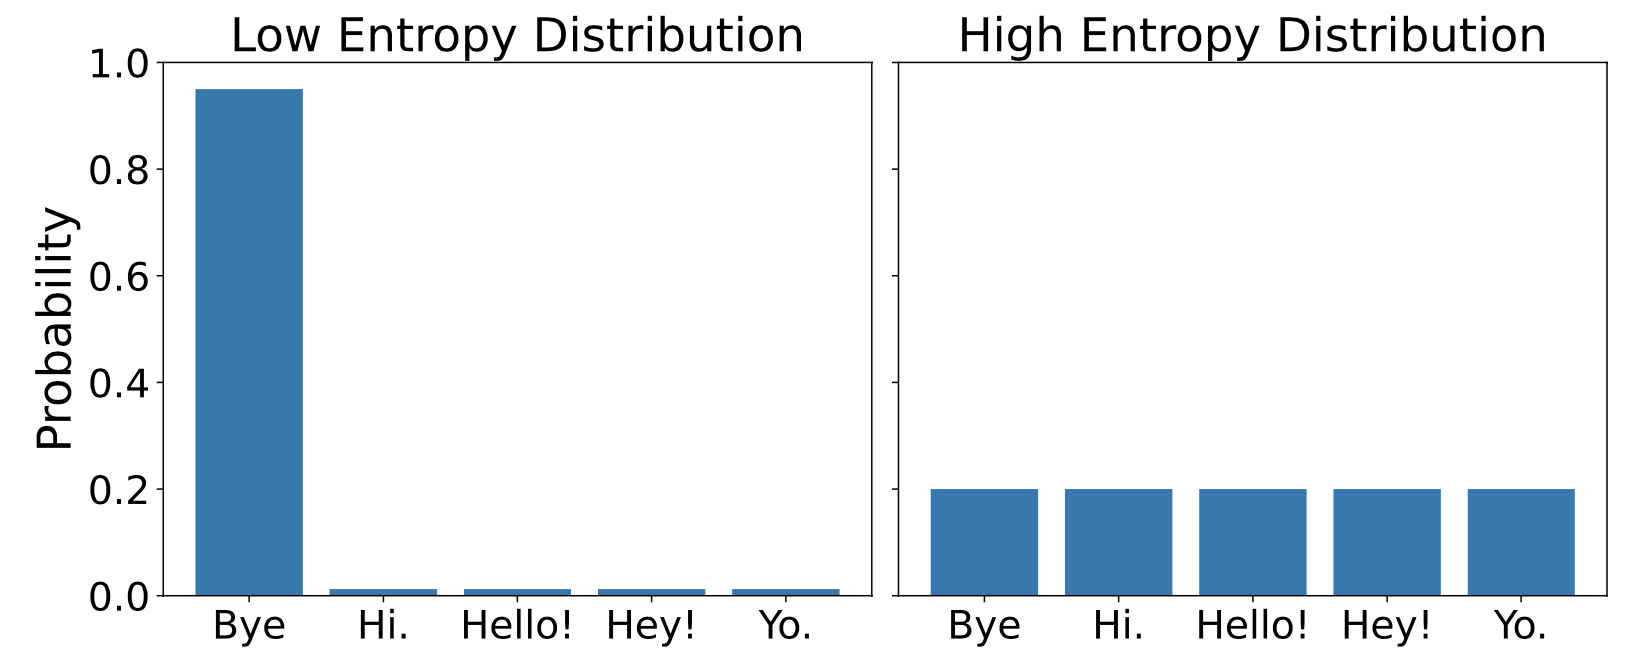 Low Entropy Distribution
High Entropy Distribution
Probability
1.0
0.8
0.6
0.4
0.2
0.0
Bye Hi. Hello! Hey! Yo.
Bye Hi. Hello! Hey! Yo.